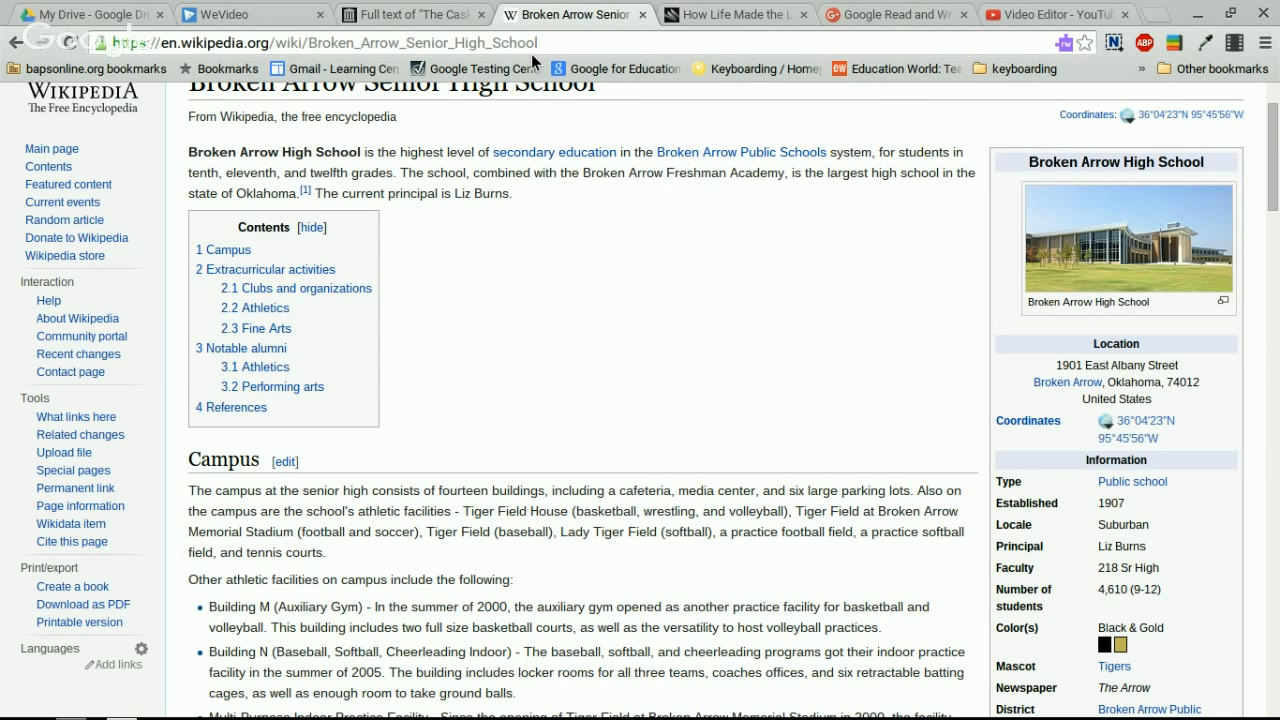 My Drive - Google Dri
WeVideo
Full text of "The Cas
Broken Arrow Senior
How Life Made the L
Google Read and Wr
Video Editor - YouTu
Google
https://en.wikipedia.org/wiki/Broken_Arrow_Senior_High_School
bapsonline.org bookmarks
Bookmarks
Gmail - Learning Cen
Google Testing Cen
Google for Education
Keyboarding / Home
Education World: Tea
keyboarding
»
Other bookmarks
WIKIPEDIA
The Free Encyclopedia
Main page
Contents
Featured content
Current events
Random article
Donate to Wikipedia
Wikipedia store
Interaction
Help
About Wikipedia
Community portal
Recent changes
Contact page
Tools
What links here
Related changes
Upload file
Special pages
Permanent link
Page information
Wikidata item
Cite this page
Print/export
Create a book
Download as PDF
Printable version
Languages
Add links
Broken Arrow Senior High School
From Wikipedia, the free encyclopedia
Coordinates: 36°04′23″N 95°45′56″W
Broken Arrow High School is the highest level of secondary education in the Broken Arrow Public Schools system, for students in
tenth, eleventh, and twelfth grades. The school, combined with the Broken Arrow Freshman Academy, is the largest high school in the
state of Oklahoma.[1] The current principal is Liz Burns.
Contents [hide]
1 Campus
2 Extracurricular activities
2.1 Clubs and organizations
2.2 Athletics
2.3 Fine Arts
3 Notable alumni
3.1 Athletics
3.2 Performing arts
4 References
Campus [edit]
The campus at the senior high consists of fourteen buildings, including a cafeteria, media center, and six large parking lots. Also on
the campus are the school's athletic facilities - Tiger Field House (basketball, wrestling, and volleyball), Tiger Field at Broken Arrow
Memorial Stadium (football and soccer), Tiger Field (baseball), Lady Tiger Field (softball), a practice football field, a practice softball
field, and tennis courts.
Other athletic facilities on campus include the following:
Building M (Auxiliary Gym) - In the summer of 2000, the auxiliary gym opened as another practice facility for basketball and
volleyball. This building includes two full size basketball courts, as well as the versatility to host volleyball practices.
Building N (Baseball, Softball, Cheerleading Indoor) - The baseball, softball, and cheerleading programs got their indoor practice
facility in the summer of 2005. The building includes locker rooms for all three teams, coaches offices, and six retractable batting
cages, as well as enough room to take ground balls.
Multi-Purpose Indoor Practice Facility - Since the opening of Tiger Field at Broken Arrow Memorial Stadium in 2000, the facility
Broken Arrow High School
Broken Arrow High School
Location
1901 East Albany Street
Broken Arrow, Oklahoma, 74012
United States
Coordinates 36°04′23″N
95°45′56″W
Information
Type Public school
Established 1907
Locale Suburban
Principal Liz Burns
Faculty 218 Sr High
Number of students 4,610 (9-12)
Color(s) Black & Gold
Mascot Tigers
Newspaper The Arrow
District Broken Arrow Public